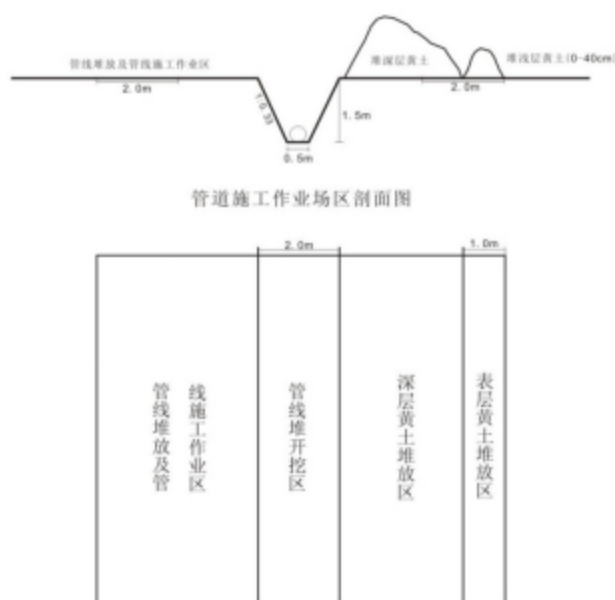 管线堆放及管线施工作业区
堆深层黄土
堆浅层黄土(0-40cm)
2.0m
2.0m
1:0.33
1.5m
0.5m
管道施工作业场区剖面图
2.0m
1.0m
管线堆放及管
线施工作业区
管线堆开挖区
深层黄土堆放区
表层黄土堆放区